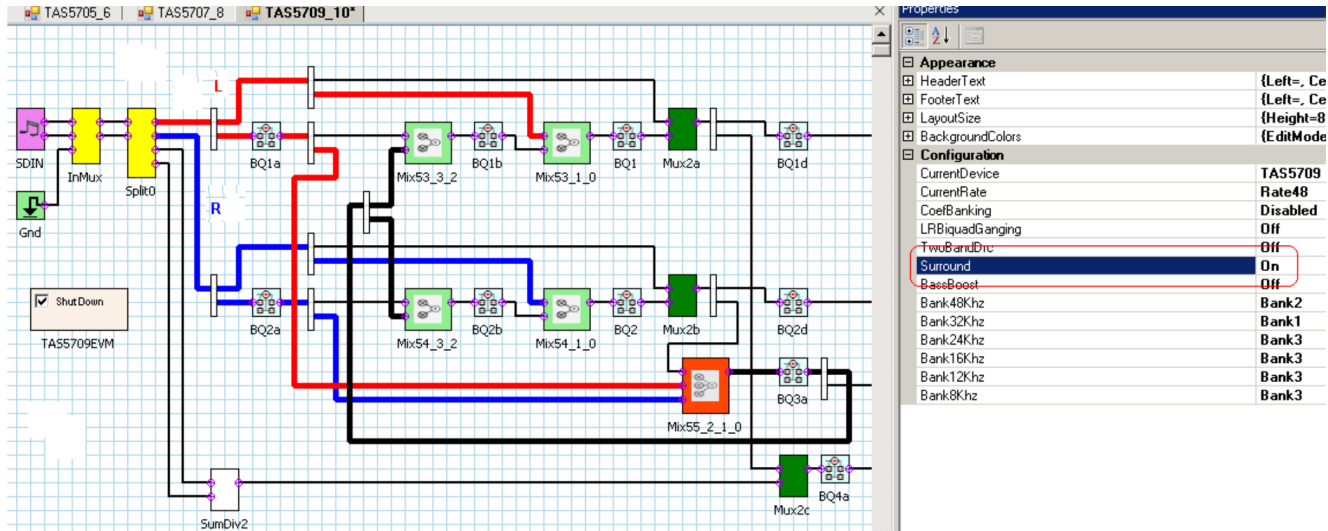 TAS5705_6
TAS5707_8
TAS5709_10*
Properties
L
SDIN
InMux
Split0
BQ1a
Mix53_3_2
BQ1b
Mix53_1_0
BQ1
Mux2a
BQ1d
Gnd
R
Shut Down
TAS5709EVM
BQ2a
Mix54_3_2
BQ2b
Mix54_1_0
BQ2
Mux2b
BQ2d
Mix55_2_1_0
BQ3a
SumDiv2
Mux2c
BQ4a
Appearance
HeaderText {Left=, Ce
FooterText {Left=, Ce
LayoutSize {Height=8
BackgroundColors {EditMode
Configuration
CurrentDevice TAS5709
CurrentRate Rate48
CoefBanking Disabled
LRBiquadGanging Off
TwoBandDrc Off
Surround On
BassBoost Off
Bank48Khz Bank2
Bank32Khz Bank1
Bank24Khz Bank3
Bank16Khz Bank3
Bank12Khz Bank3
Bank8Khz Bank3